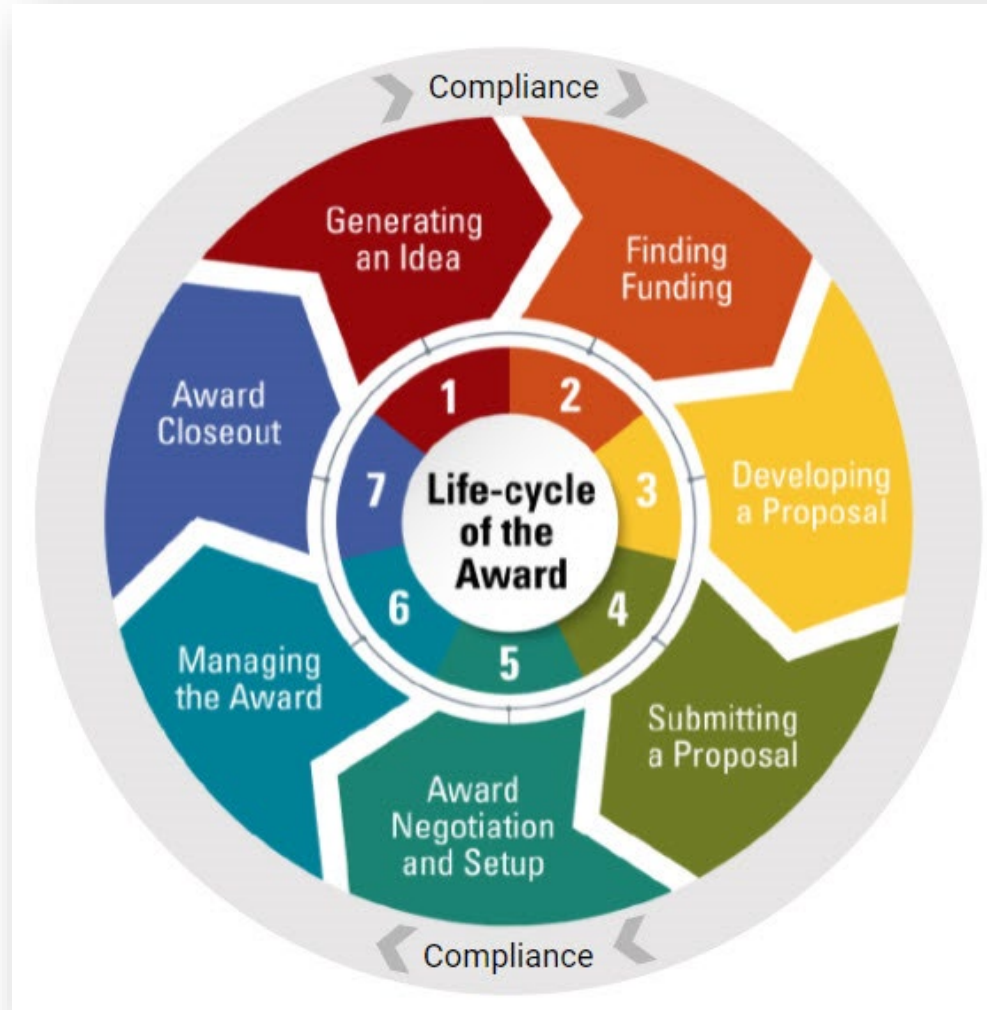 Compliance
Generating
an Idea
Finding
Funding
Developing
a Proposal
Submitting
a Proposal
Award
Negotiation
and Setup
Managing
the Award
Award
Closeout
1
2
3
4
5
6
7
Life-cycle
of the
Award
Compliance